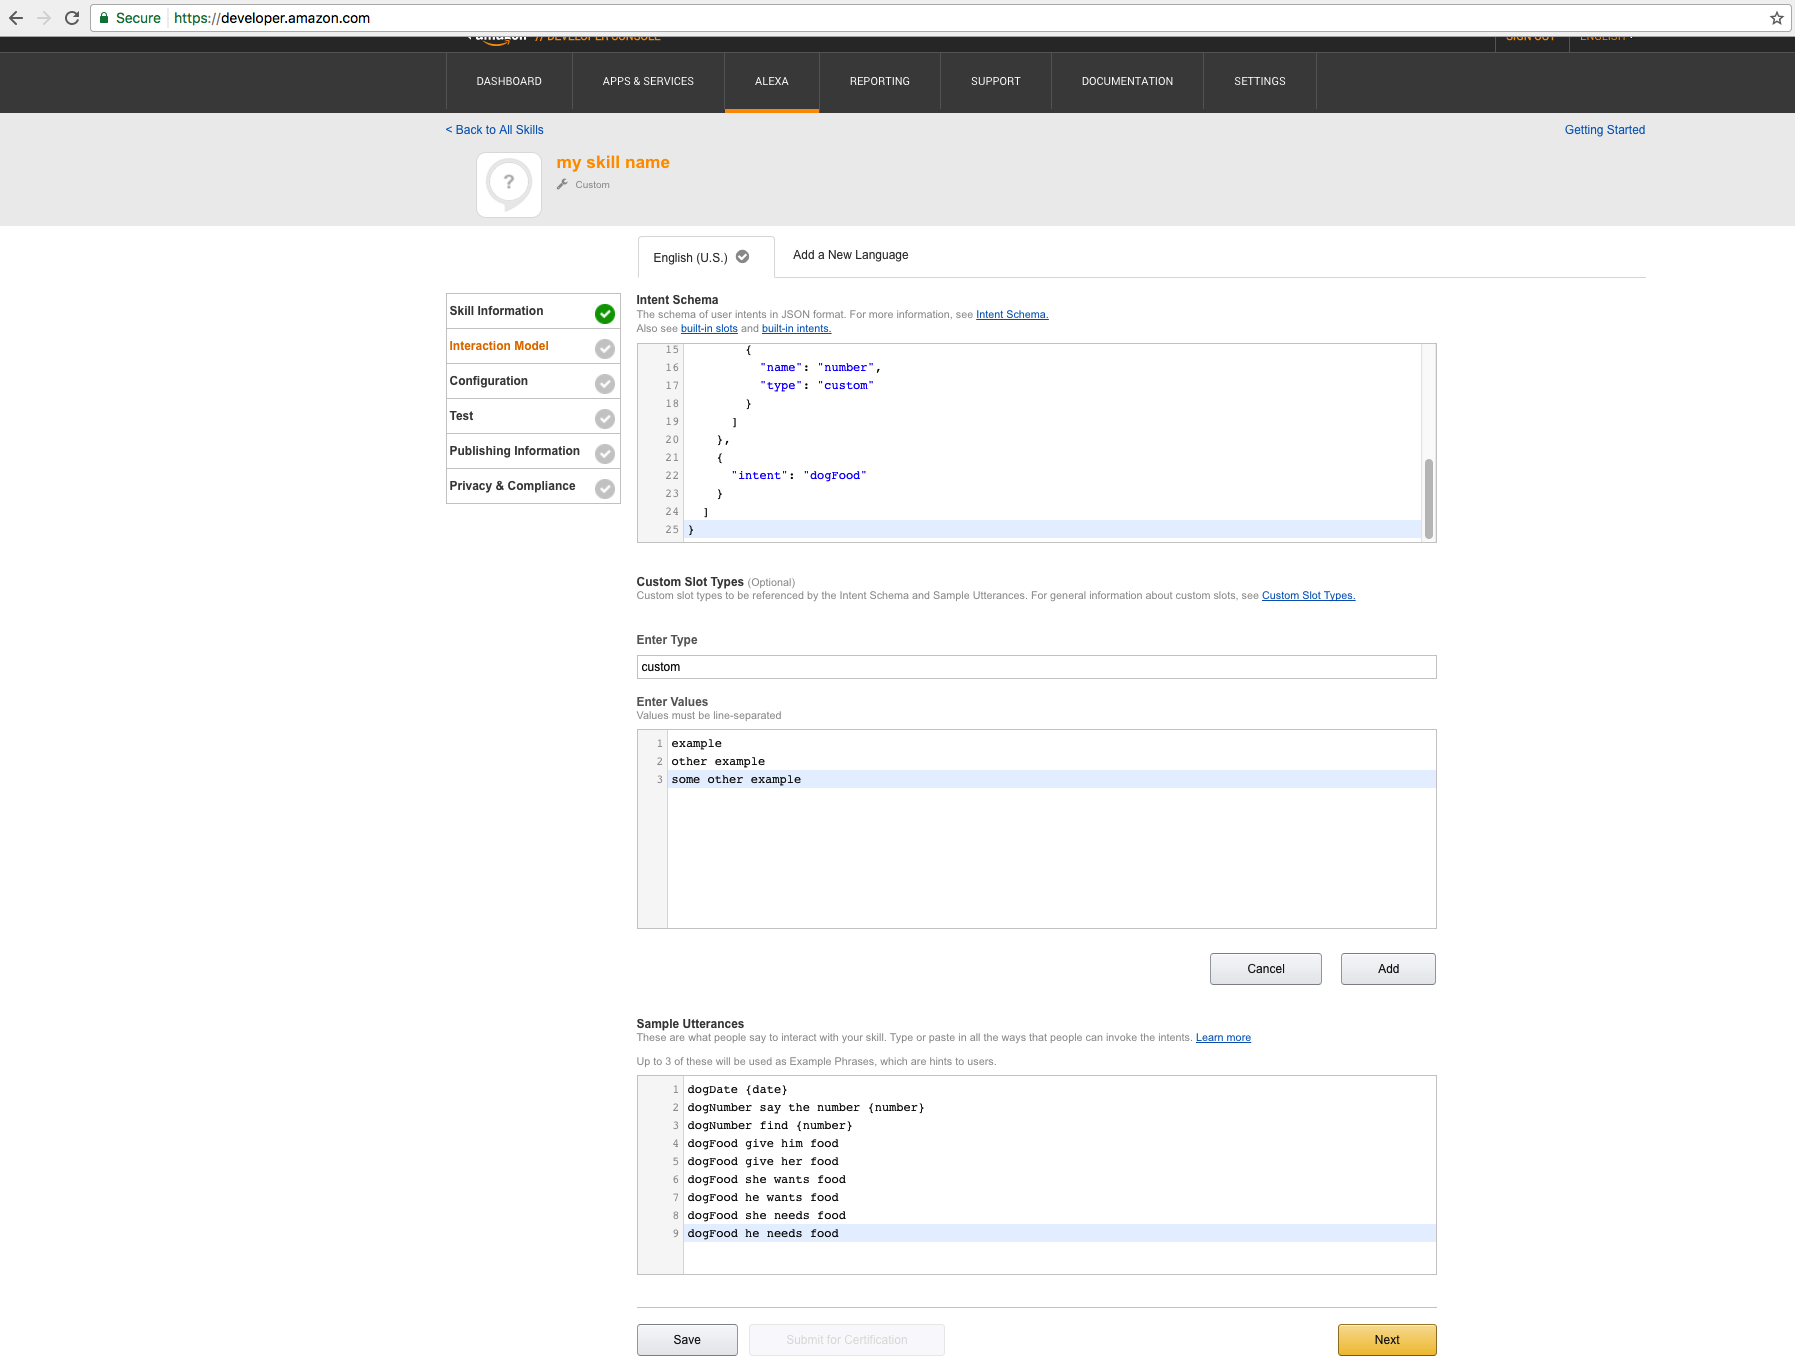 Secure https://developer.amazon.com
amazon // DEVELOPER CONSOLE SIGN OUT ENGLISH
DASHBOARD APPS & SERVICES ALEXA REPORTING SUPPORT DOCUMENTATION SETTINGS
< Back to All Skills Getting Started
?
my skill name
Custom
English (U.S.) Add a New Language
Skill Information
Interaction Model
Configuration
Test
Publishing Information
Privacy & Compliance
Intent Schema
The schema of user intents in JSON format. For more information, see Intent Schema.
Also see built-in slots and built-in intents.
15 {
16 "name": "number",
17 "type": "custom"
18 }
19 ]
20 },
21 {
22 "intent": "dogFood"
23 }
24 ]
25 }
Custom Slot Types (Optional)
Custom slot types to be referenced by the Intent Schema and Sample Utterances. For general information about custom slots, see Custom Slot Types.
Enter Type
custom
Enter Values
Values must be line-separated
1 example
2 other example
3 some other example
Cancel Add
Sample Utterances
These are what people say to interact with your skill. Type or paste in all the ways that people can invoke the intents. Learn more
Up to 3 of these will be used as Example Phrases, which are hints to users.
1 dogDate {date}
2 dogNumber say the number {number}
3 dogNumber find {number}
4 dogFood give him food
5 dogFood give her food
6 dogFood she wants food
7 dogFood he wants food
8 dogFood she needs food
9 dogFood he needs food
Save Submit for Certification Next